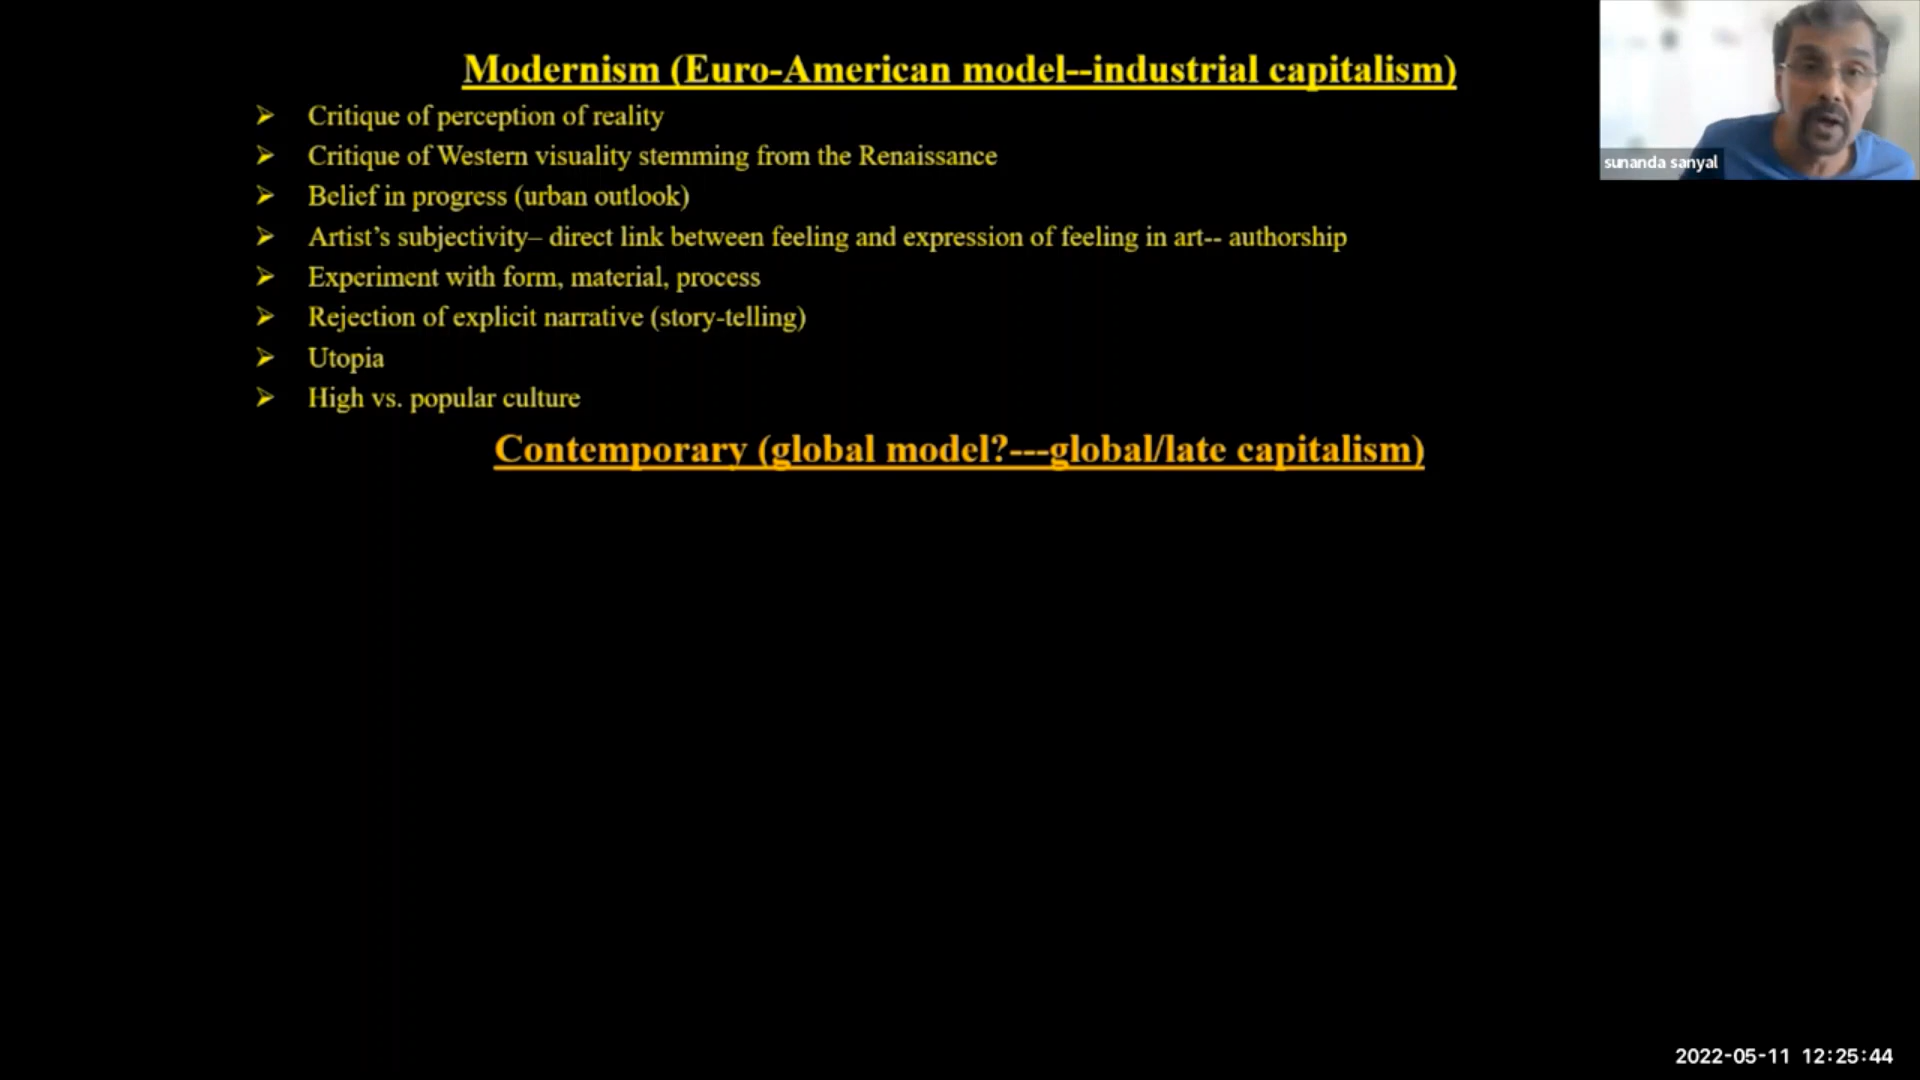 Modernism (Euro-American model--industrial capitalism)
➢ Critique of perception of reality
➢ Critique of Western visuality stemming from the Renaissance
➢ Belief in progress (urban outlook)
➢ Artist’s subjectivity– direct link between feeling and expression of feeling in art-- authorship
➢ Experiment with form, material, process
➢ Rejection of explicit narrative (story-telling)
➢ Utopia
➢ High vs. popular culture
Contemporary (global model?---global/late capitalism)
sunanda sanyal
2022-05-11 12:25:44